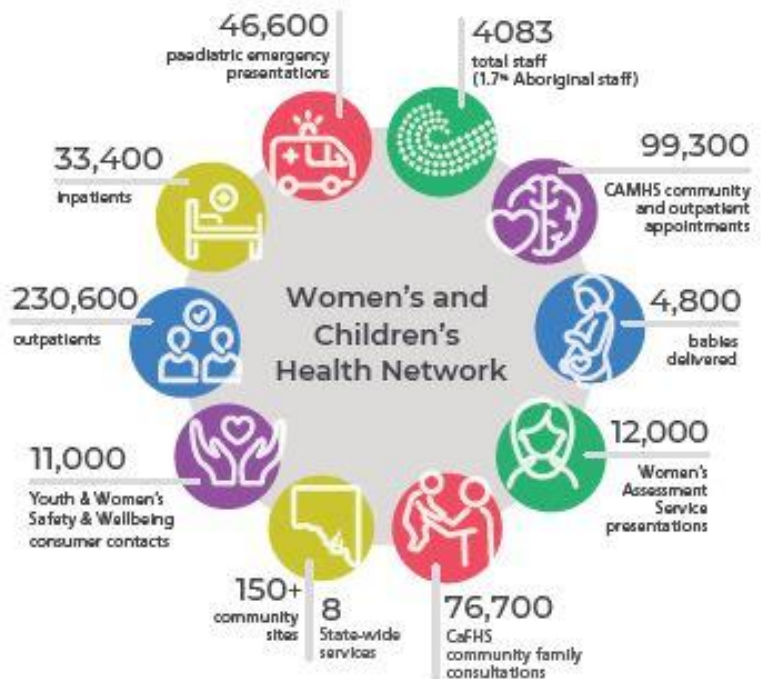 46,600
paediatric emergency
presentations
4083
total staff
(1.7% Aboriginal staff)
33,400
inpatients
99,300
CAMHS community
and outpatient
appointments
Women's and
Children's
Health Network
230,600
outpatients
4,800
babies
delivered
11,000
Youth & Women's
Safety & Wellbeing
consumer contacts
12,000
Women's
Assessment
Service
presentations
150+
community
sites
8
State-wide
services
76,700
CaFHS
community family
consultations